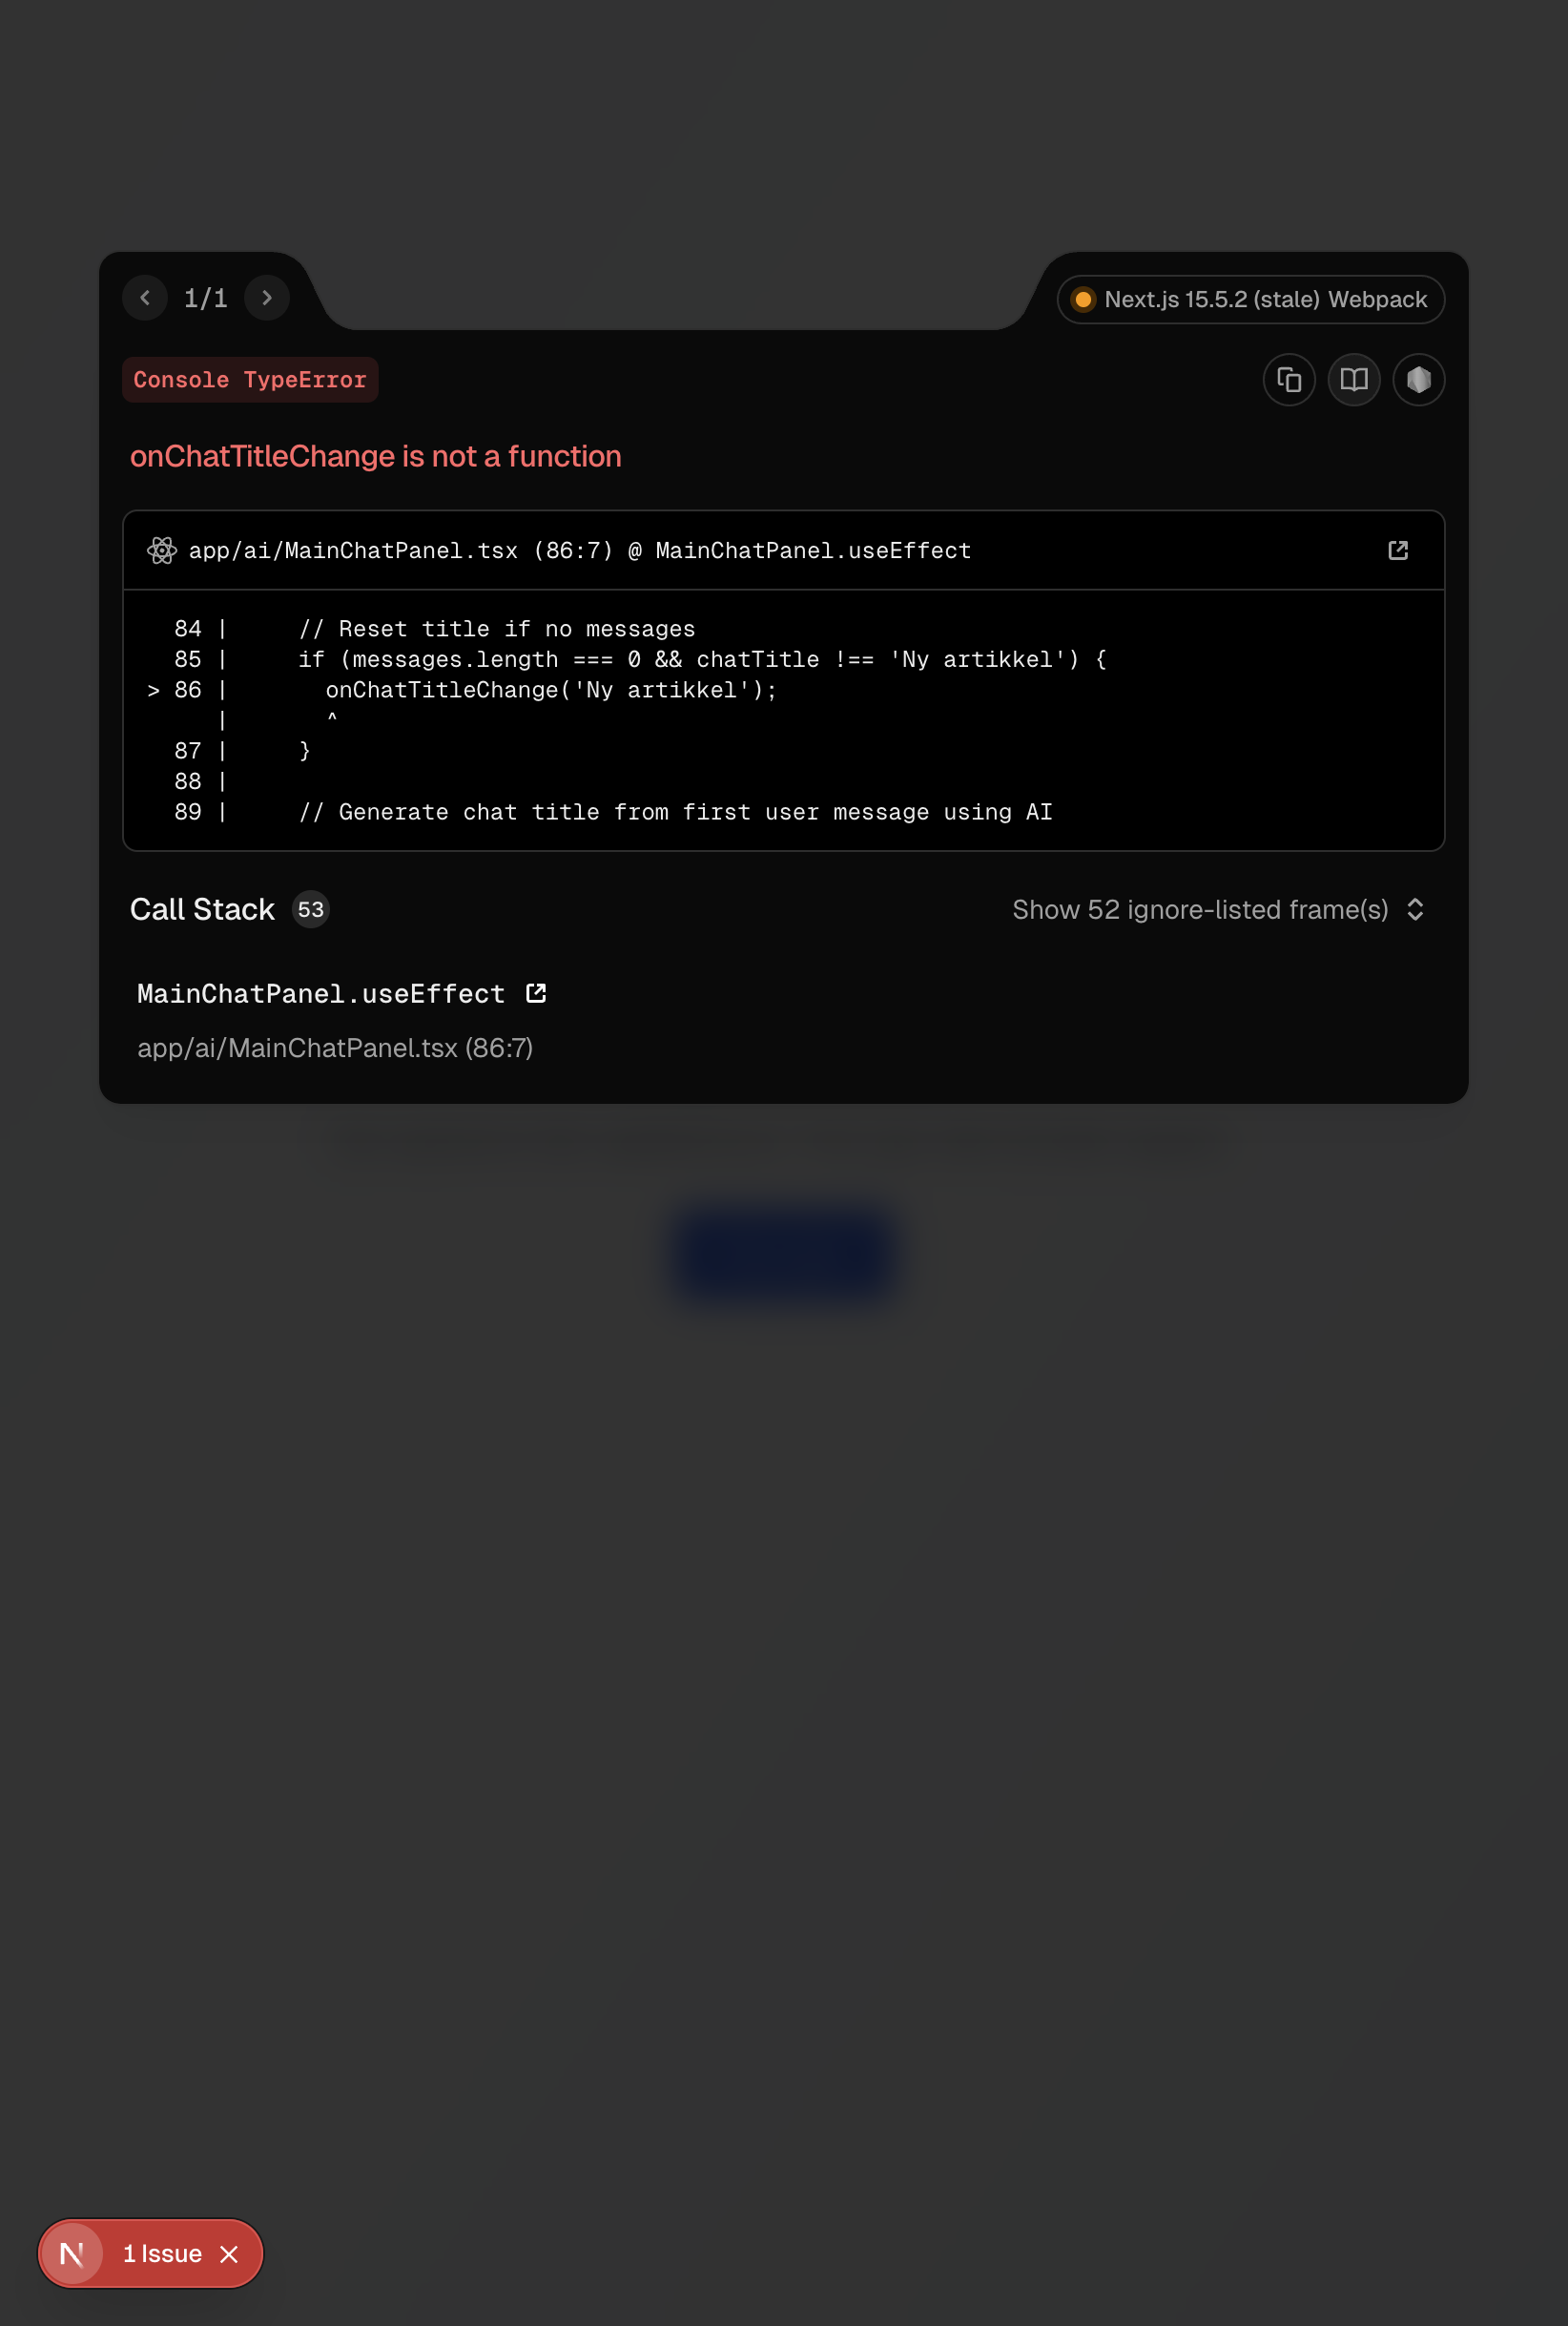 1/1
Next.js 15.5.2 (stale) Webpack
Console TypeError
onChatTitleChange is not a function
app/ai/MainChatPanel.tsx (86:7) @ MainChatPanel.useEffect
84 |     // Reset title if no messages
85 |     if (messages.length === 0 && chatTitle !== 'Ny artikkel') {
> 86 |       onChatTitleChange('Ny artikkel');
|       ^
87 |     }
88 |
89 |     // Generate chat title from first user message using AI
Call Stack 53
Show 52 ignore-listed frame(s)
MainChatPanel.useEffect
app/ai/MainChatPanel.tsx (86:7)
N 1 Issue